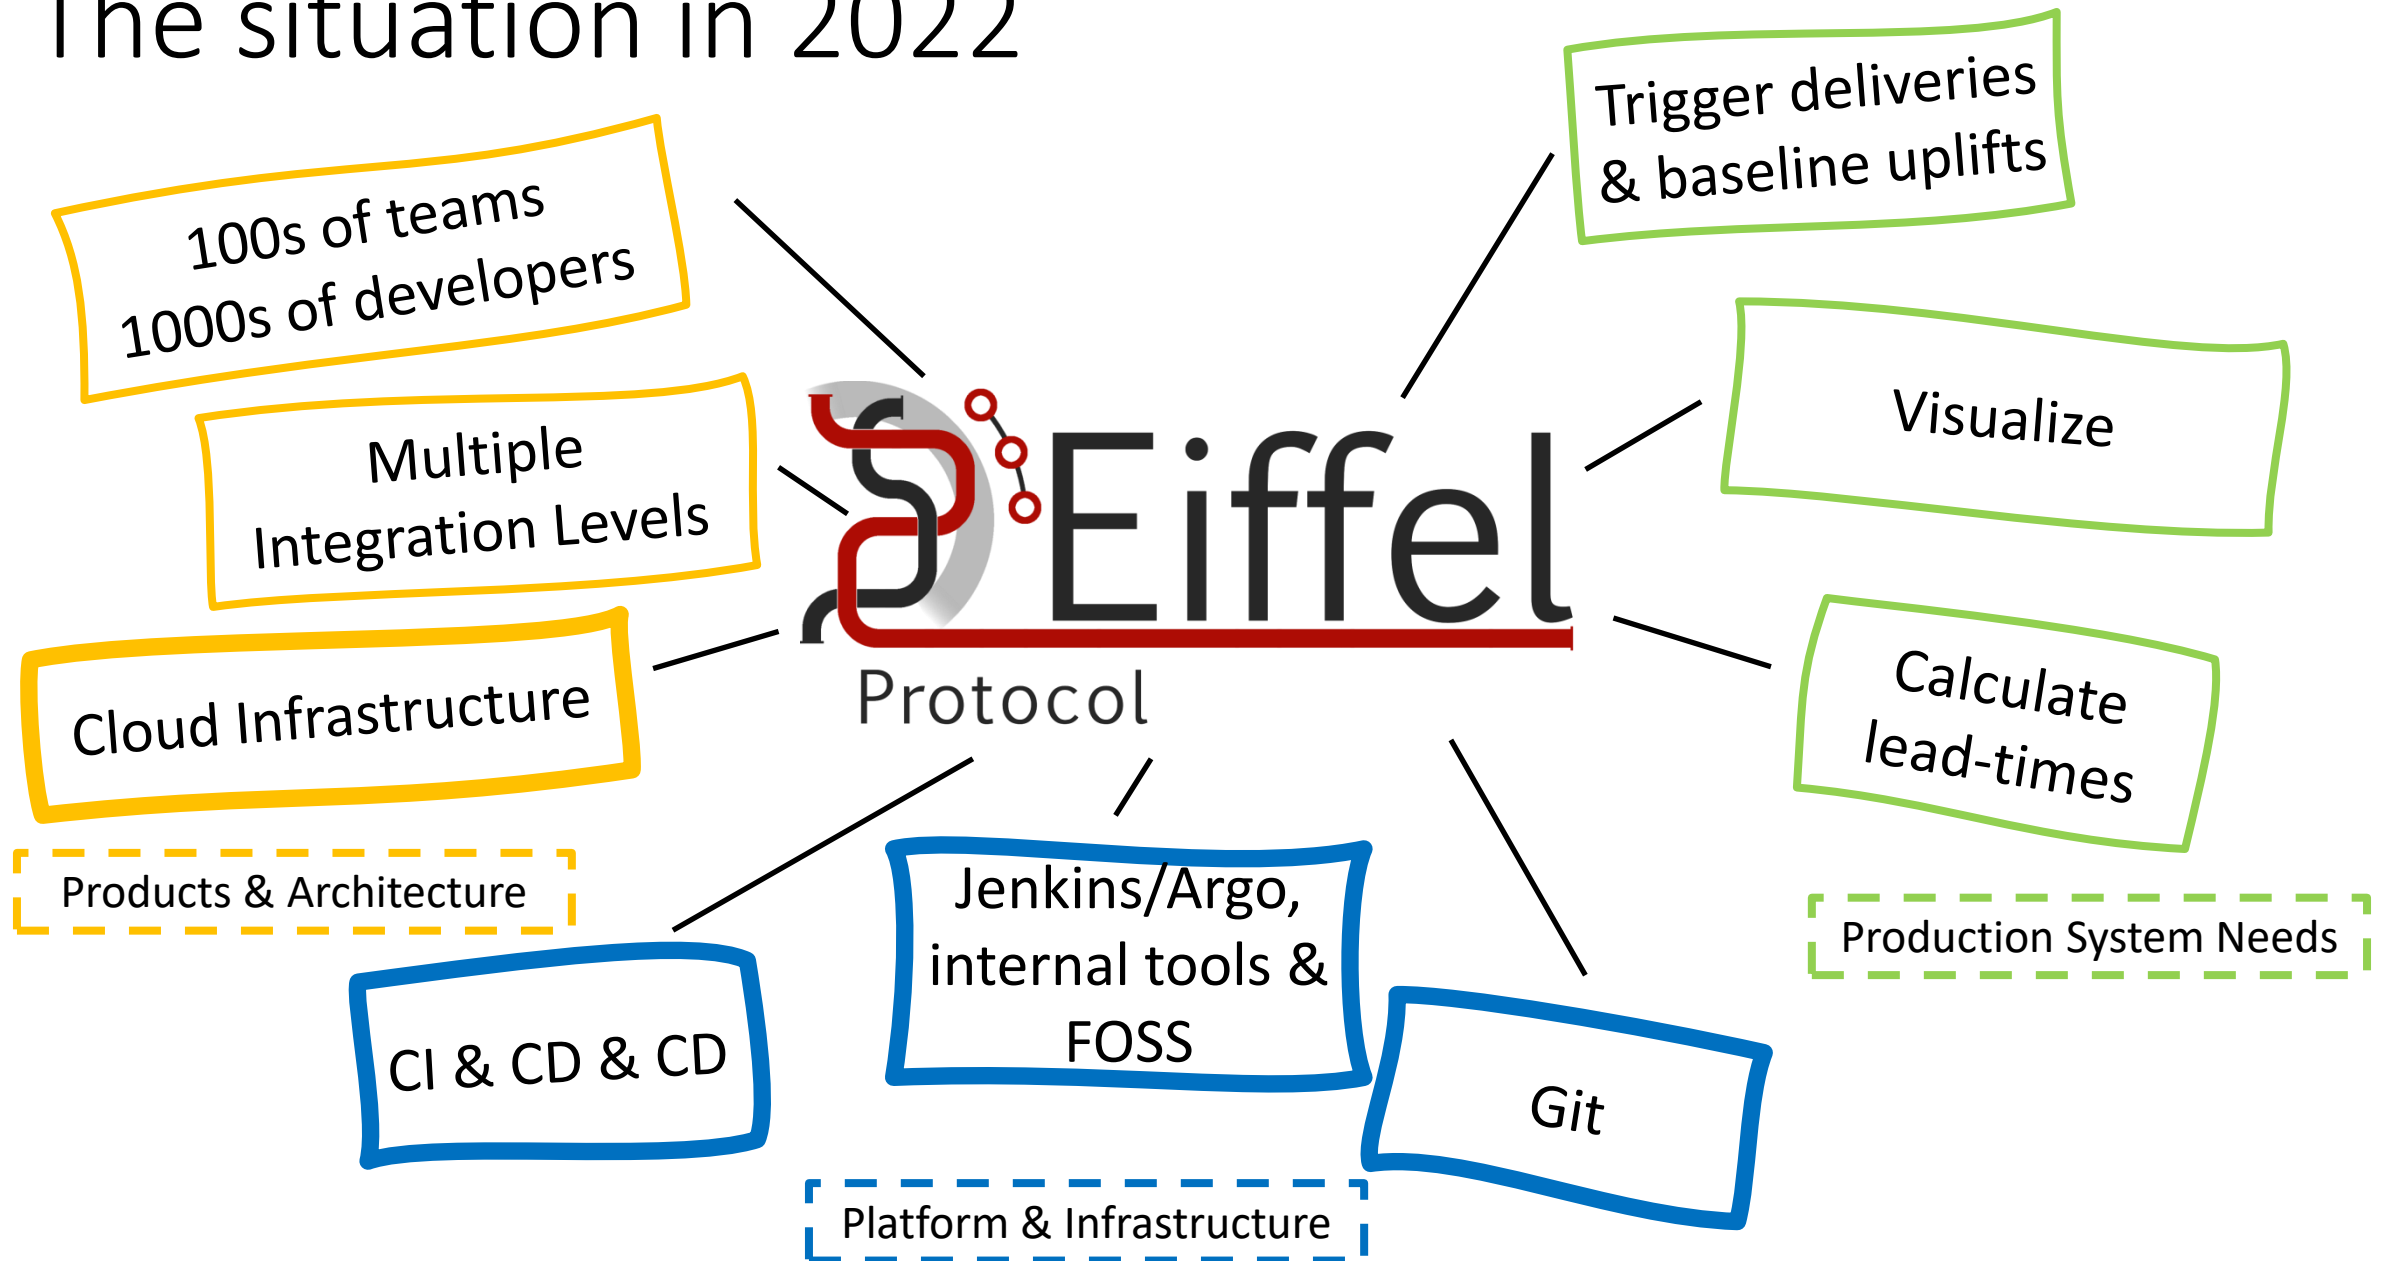 The situation in 2022
100s of teams
1000s of developers
Multiple
Integration Levels
Cloud Infrastructure
Products & Architecture
Eiffel
Protocol
Trigger deliveries
& baseline uplifts
Visualize
Calculate
lead-times
Production System Needs
CI & CD & CD
Jenkins/Argo,
internal tools &
FOSS
Git
Platform & Infrastructure